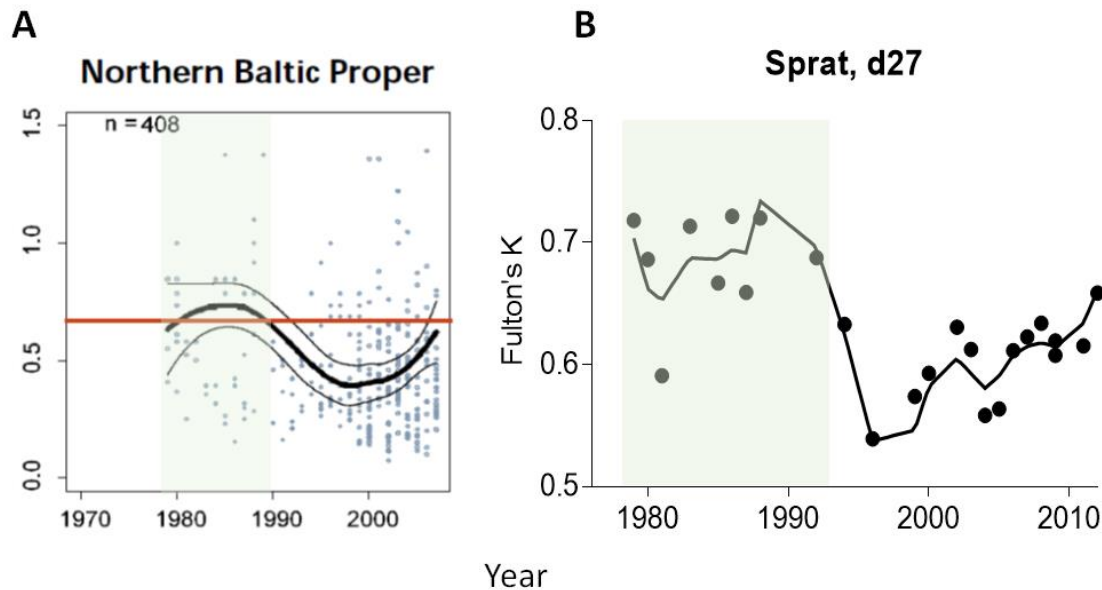 A
Northern Baltic Proper
n =408
1.5
1.0
0.5
0.0
1970 1980 1990 2000
B
Sprat, d27
Fulton's K
0.8
0.7
0.6
0.5
1980 1990 2000 2010
Year